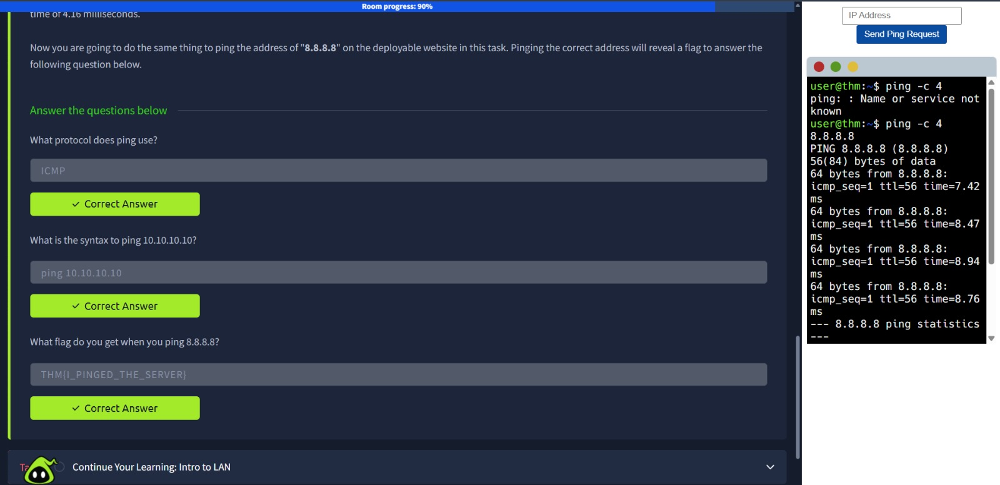 Room progress: 90%
time of 4.16 milliseconds.
Now you are going to do the same thing to ping the address of "8.8.8.8" on the deployable website in this task. Pinging the correct address will reveal a flag to answer the
following question below.
Answer the questions below
What protocol does ping use?
ICMP
✓ Correct Answer
What is the syntax to ping 10.10.10.10?
ping 10.10.10.10
✓ Correct Answer
What flag do you get when you ping 8.8.8.8?
THM{I_PINGED_THE_SERVER}
✓ Correct Answer
Continue Your Learning: Intro to LAN
IP Address
Send Ping Request
user@thm:~$ ping -c 4
ping: : Name or service not
known
user@thm:~$ ping -c 4
8.8.8.8
PING 8.8.8.8 (8.8.8.8)
56(84) bytes of data
64 bytes from 8.8.8.8:
icmp_seq=1 ttl=56 time=7.42
ms
64 bytes from 8.8.8.8:
icmp_seq=1 ttl=56 time=8.47
ms
64 bytes from 8.8.8.8:
icmp_seq=1 ttl=56 time=8.94
ms
64 bytes from 8.8.8.8:
icmp_seq=1 ttl=56 time=8.76
ms
--- 8.8.8.8 ping statistics
---